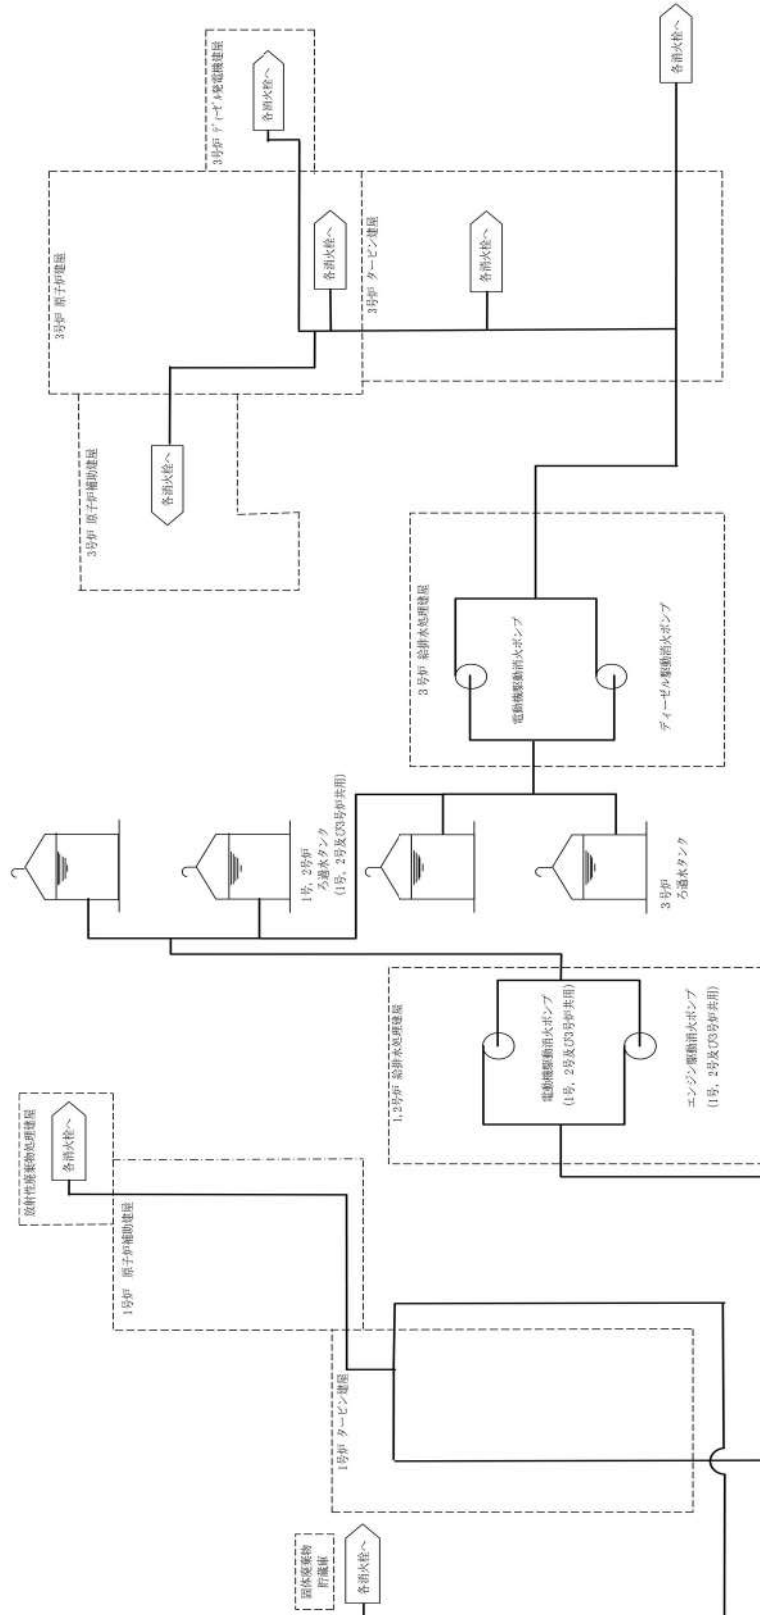 各消火栓へ
3号炉 ディーゼル発電機建屋
各消火栓へ
3号炉 原子炉建屋
各消火栓へ
3号炉 タービン建屋
各消火栓へ
3号炉 原子炉補助建屋
各消火栓へ
3号炉 給排水処理建屋
電動機駆動消火ポンプ
ディーゼル駆動消火ポンプ
1号, 2号炉
ろ過水タンク
(1号, 2号及び3号炉共用)
3号炉
ろ過水タンク
1,2号炉 給排水処理建屋
電動機駆動消火ポンプ
(1号, 2号及び3号炉共用)
エンジン駆動消火ポンプ
(1号, 2号及び3号炉共用)
放射性廃棄物処理建屋
各消火栓へ
1号炉 原子炉補助建屋
1号炉 タービン建屋
固体廃棄物
貯蔵庫
各消火栓へ